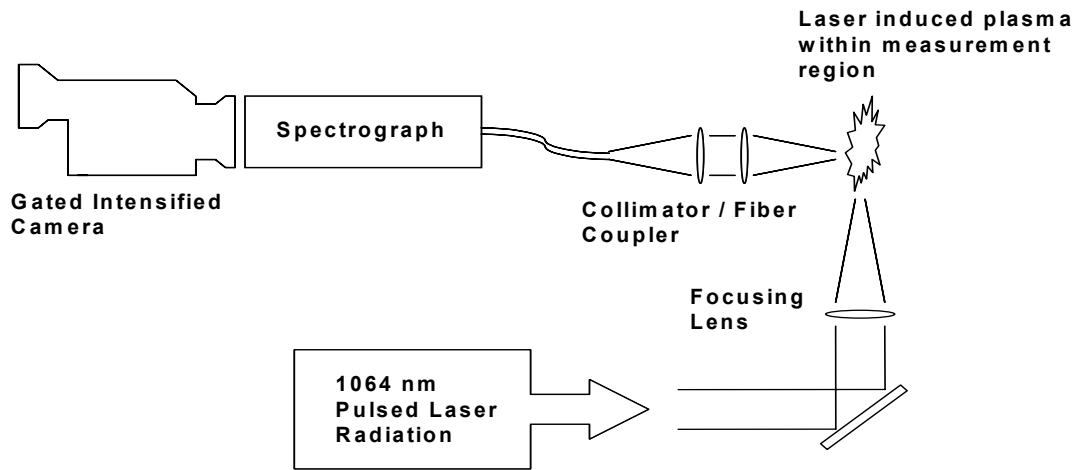 Laser induced plasma
within measurement
region
Spectrograph
Gated Intensified
Camera
Collimator / Fiber
Coupler
Focusing
Lens
1064 nm
Pulsed Laser
Radiation